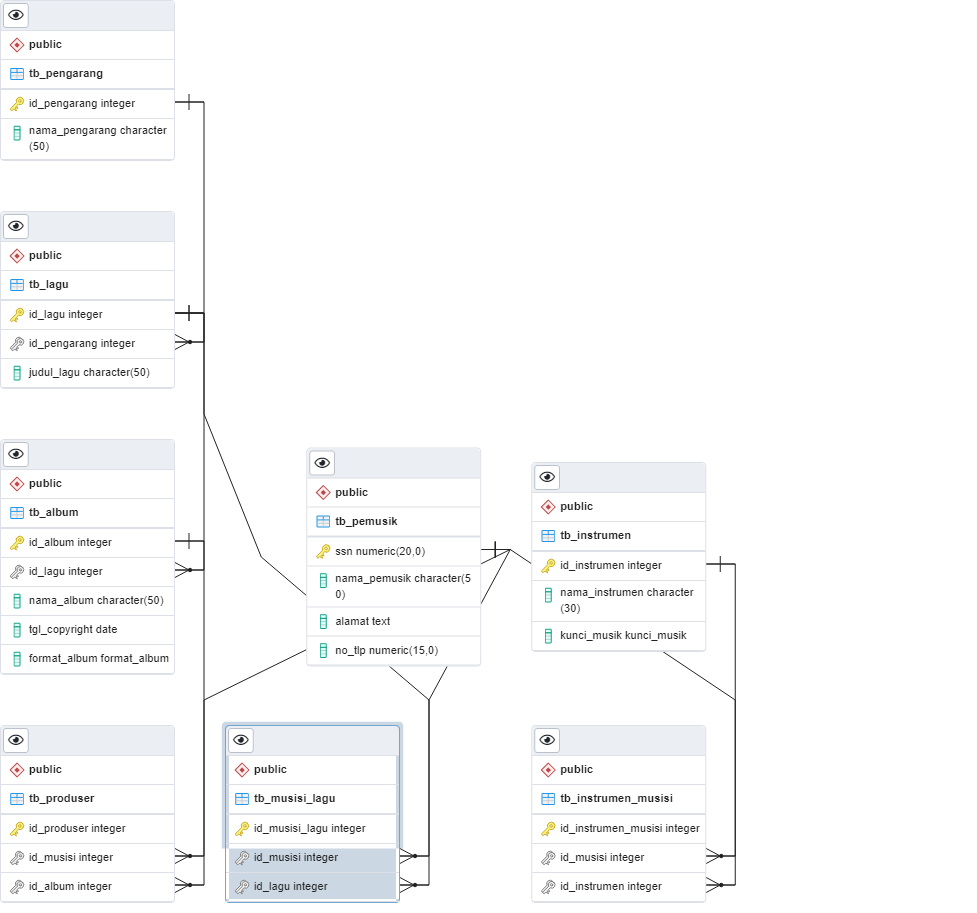 public
tb_pengarang
id_pengarang integer
nama_pengarang character
(50)
public
tb_lagu
id_lagu integer
id_pengarang integer
judul_lagu character(50)
public
tb_album
id_album integer
id_lagu integer
nama_album character(50)
tgl_copyright date
format_album format_album
public
tb_pemusik
ssn numeric(20,0)
nama_pemusik character(5
0)
alamat text
no_tlp numeric(15,0)
public
tb_instrumen
id_instrumen integer
nama_instrumen character
(30)
kunci_musik kunci_musik
public
tb_produser
id_produser integer
id_musisi integer
id_album integer
public
tb_musisi_lagu
id_musisi_lagu integer
id_musisi integer
id_lagu integer
public
tb_instrumen_musisi
id_instrumen_musisi integer
id_musisi integer
id_instrumen integer